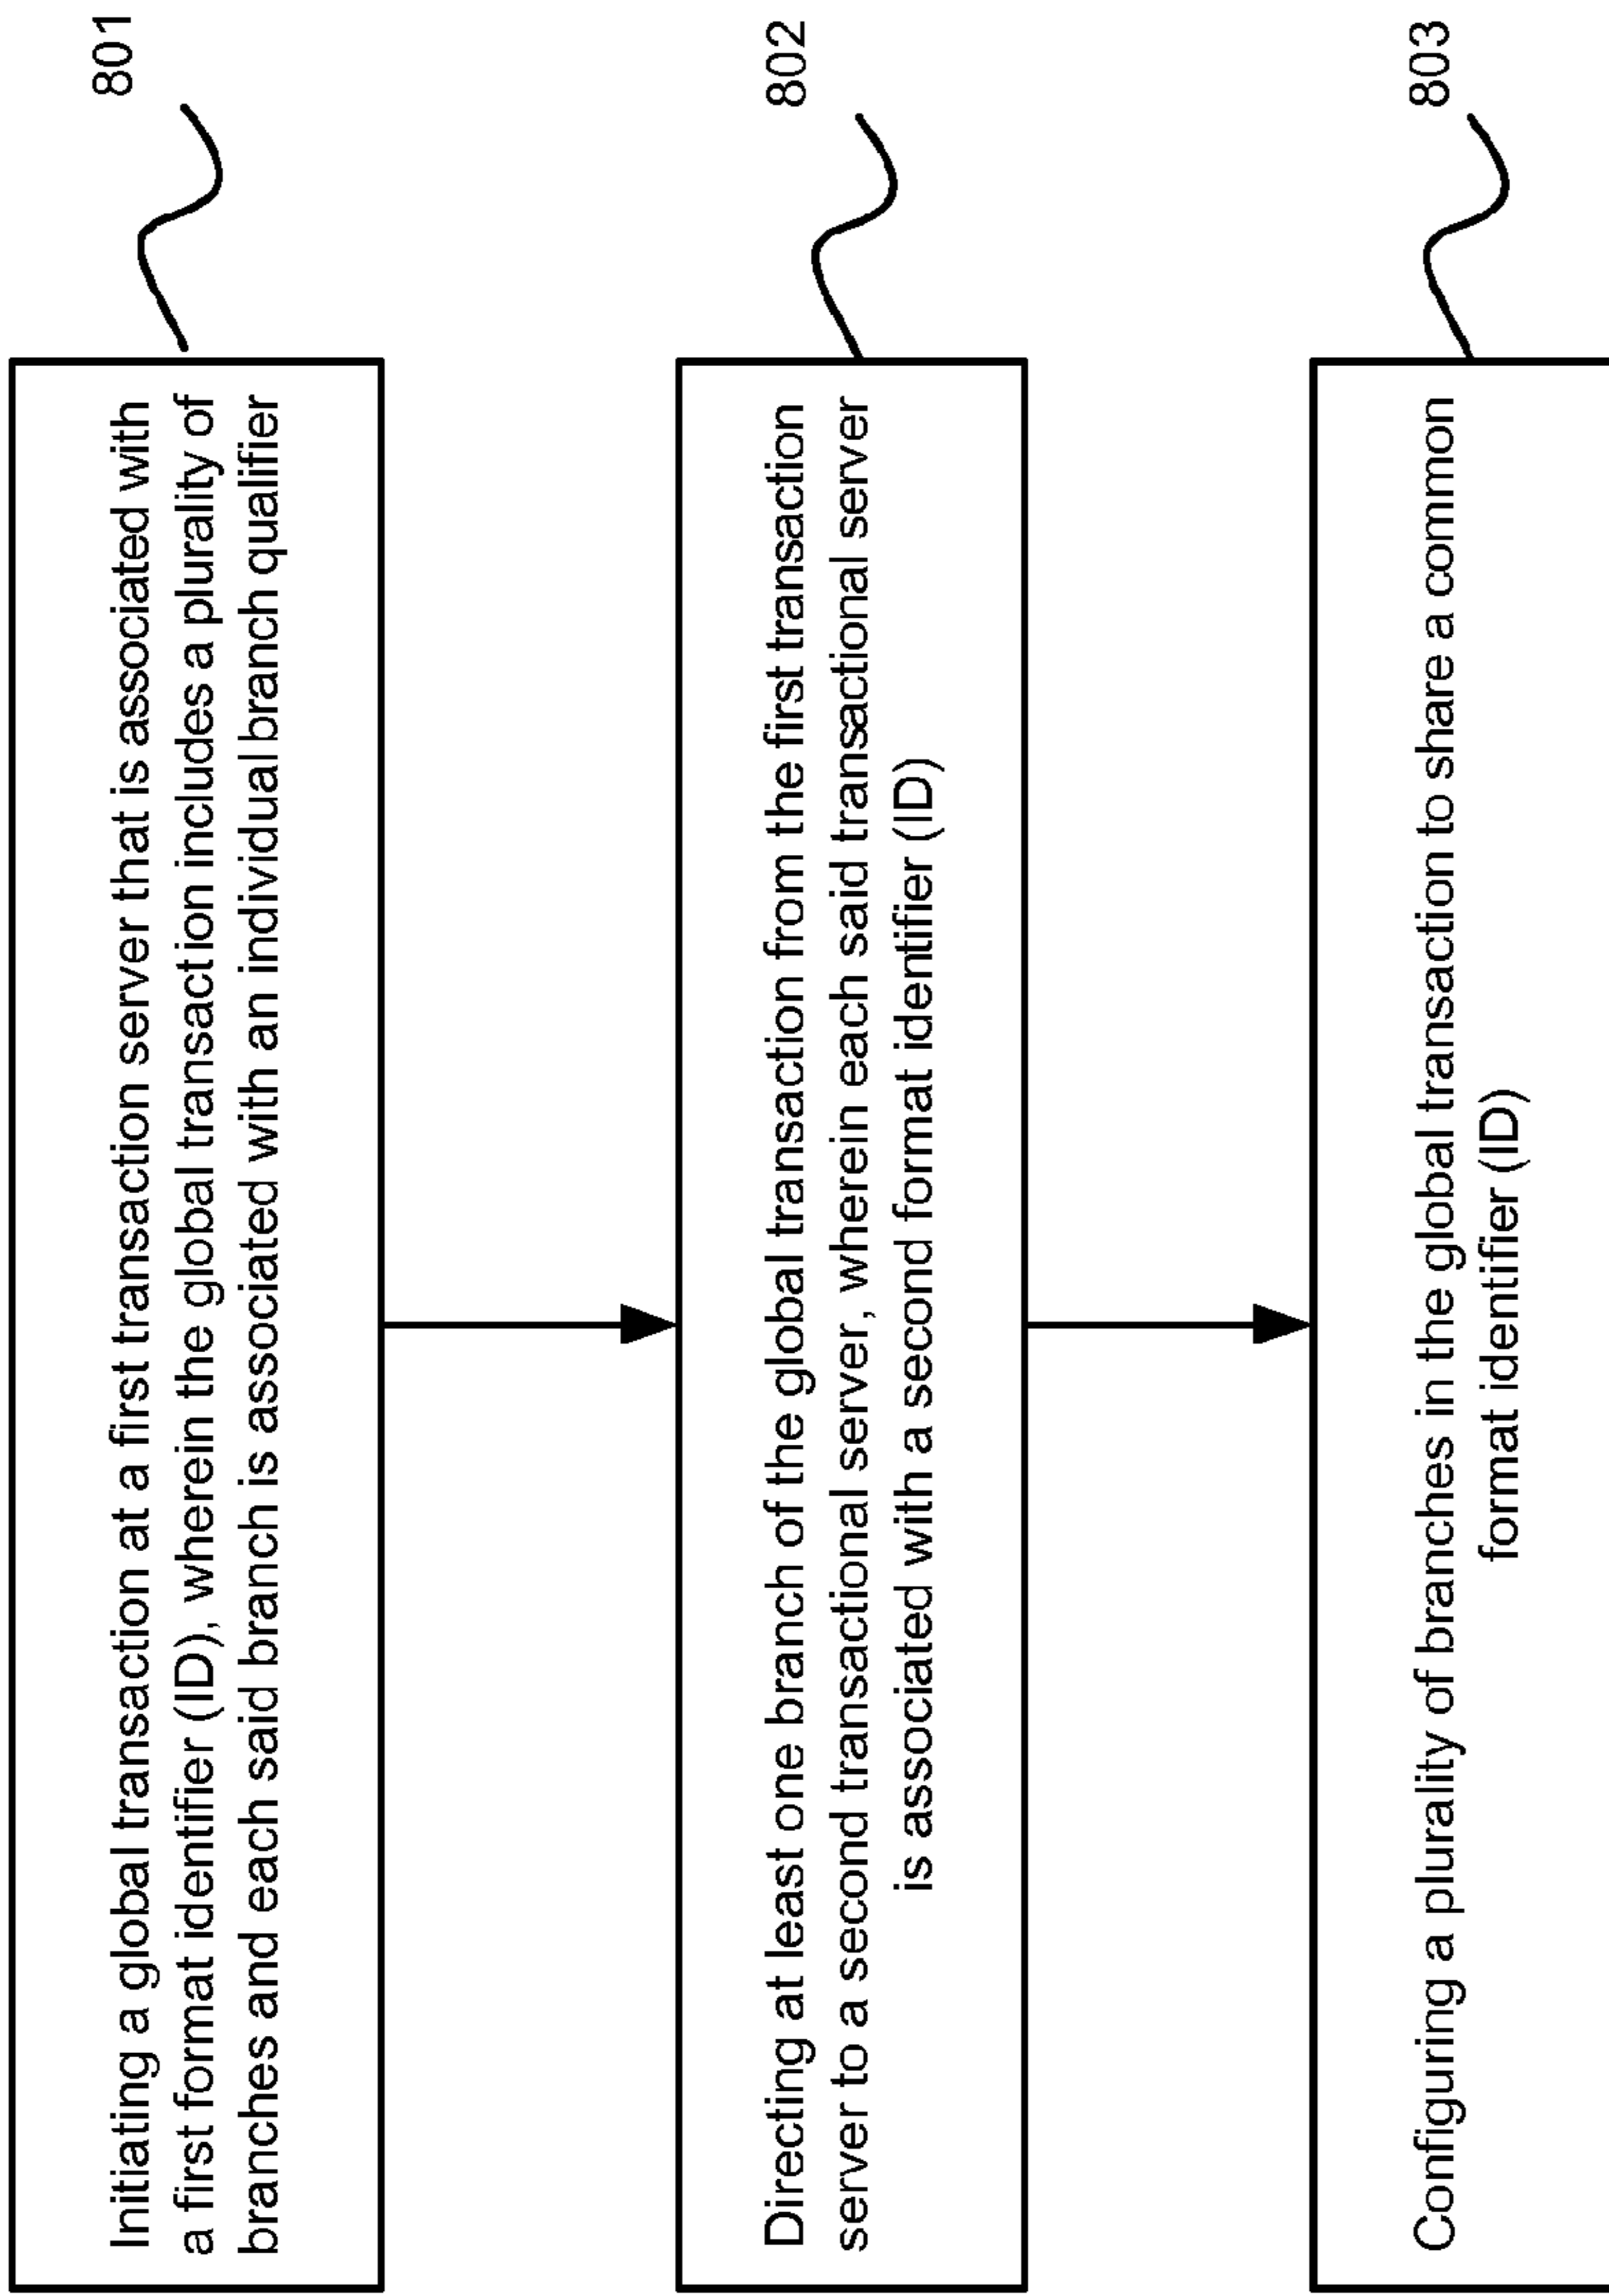 Initiating a global transaction at a first transaction server that is associated with
a first format identifier (ID), wherein the global transaction includes a plurality of
branches and each said branch is associated with an individual branch qualifier
801
Directing at least one branch of the global transaction from the first transaction
server to a second transactional server, wherein each said transactional server
is associated with a second format identifier (ID)
802
Configuring a plurality of branches in the global transaction to share a common
format identifier (ID)
803